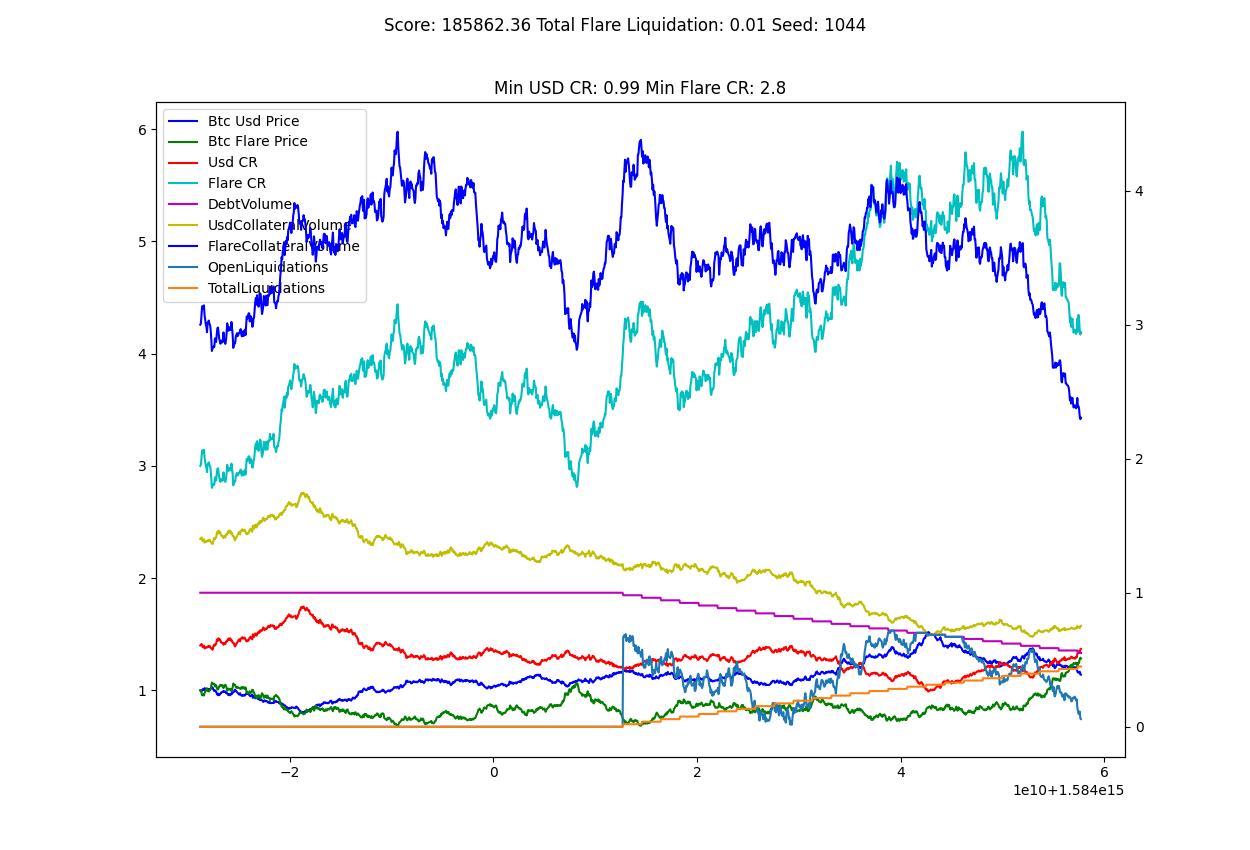 Score: 185862.36 Total Flare Liquidation: 0.01 Seed: 1044
Min USD CR: 0.99 Min Flare CR: 2.8
Btc Usd Price
Btc Flare Price
Usd CR
Flare CR
DebtVolume
UsdCollateralVolume
FlareCollateralVolume
OpenLiquidations
TotalLiquidations
6
5
4
3
2
1
4
3
2
1
0
−2
0
2
4
6
1e10+1.584e15